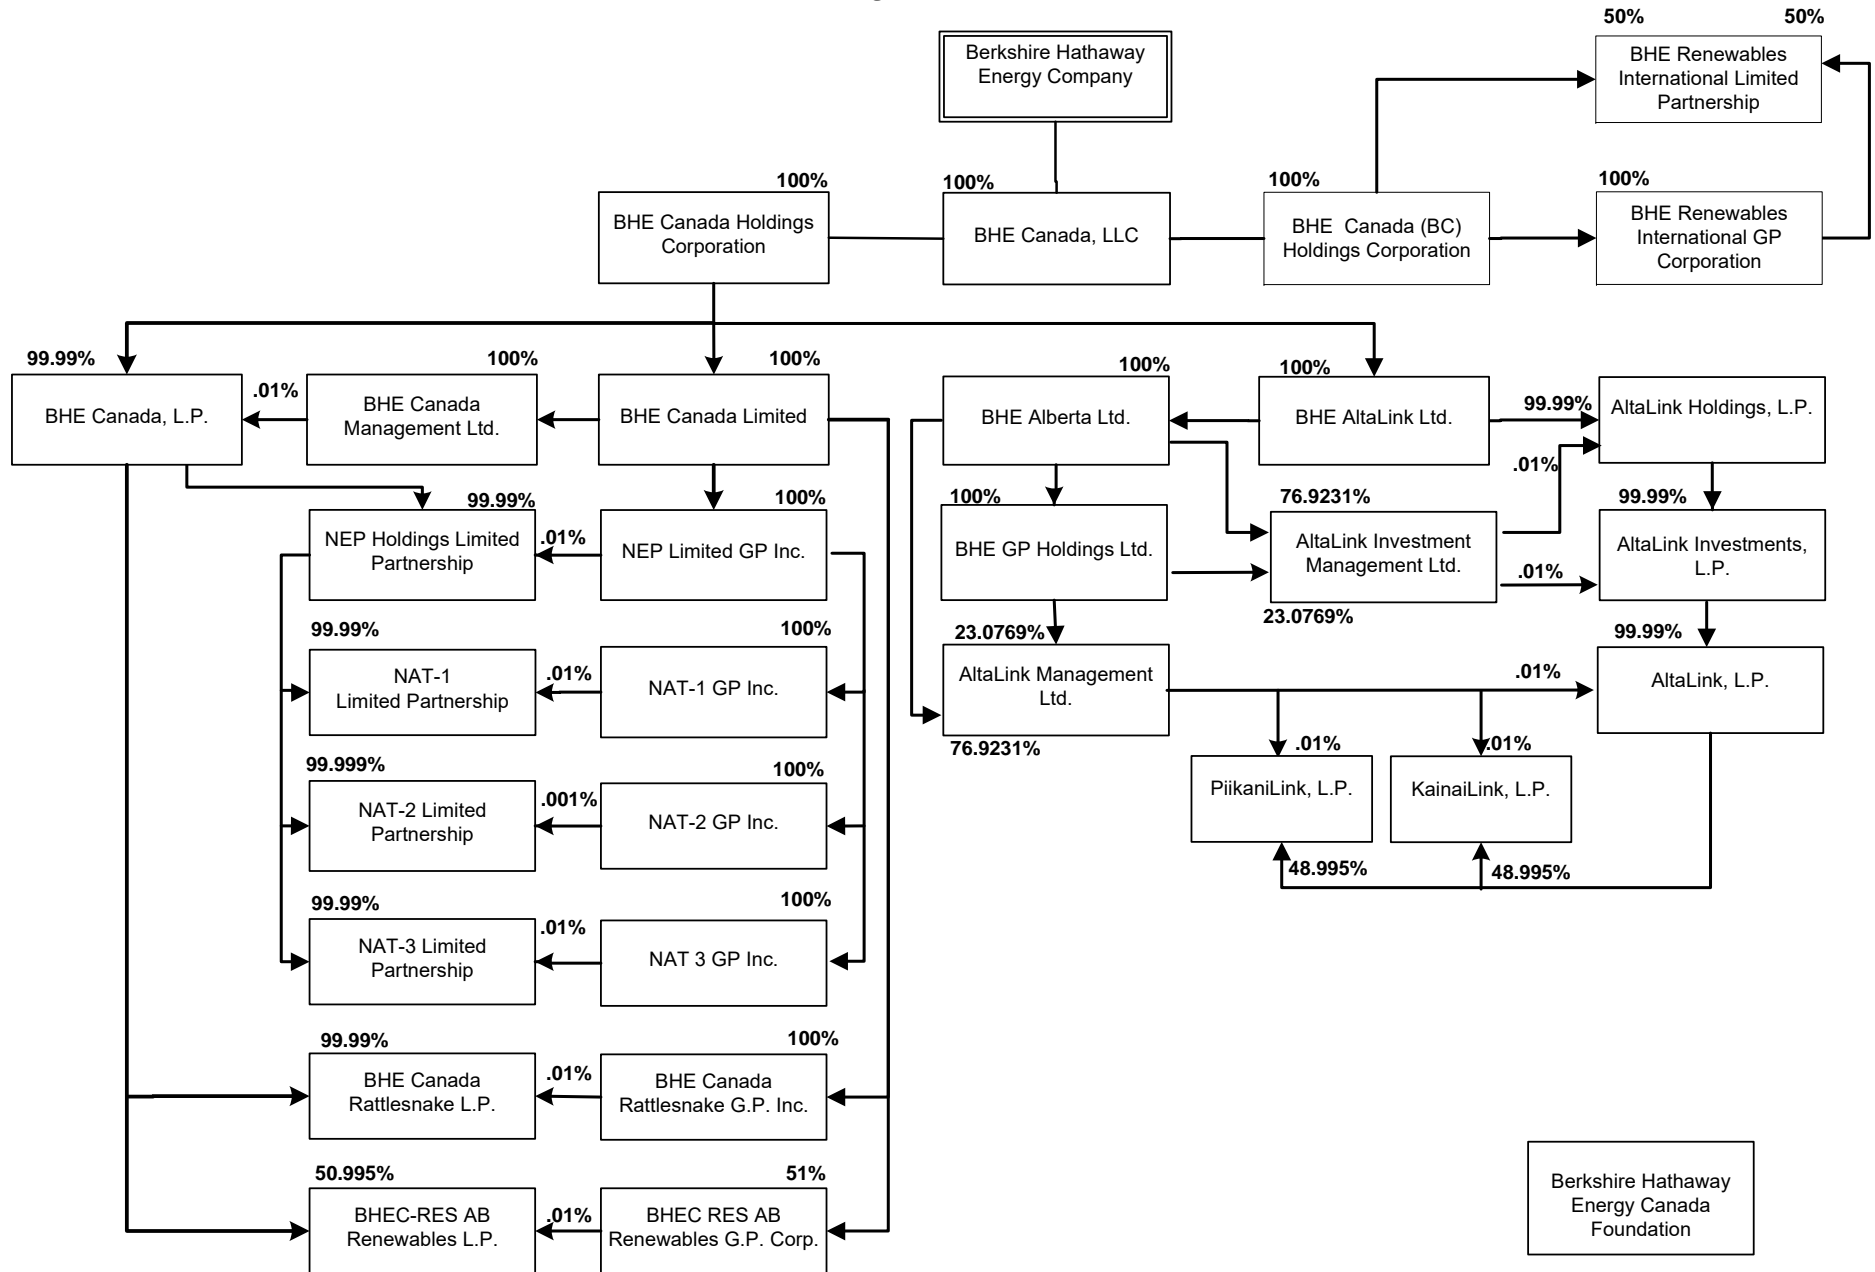 50%
50%
Berkshire Hathaway
Energy Company
BHE Renewables
International Limited
Partnership
100%
100%
100%
100%
BHE Canada Holdings
Corporation
BHE Canada, LLC
BHE  Canada (BC)
Holdings Corporation
BHE Renewables
International GP
Corporation
99.99%
100%
100%
100%
100%
BHE Canada, L.P.
.01%
BHE Canada
Management Ltd.
BHE Canada Limited
BHE Alberta Ltd.
BHE AltaLink Ltd.
99.99%
AltaLink Holdings, L.P.
.01%
99.99%
100%
100%
76.9231%
99.99%
NEP Holdings Limited
Partnership
.01%
NEP Limited GP Inc.
BHE GP Holdings Ltd.
AltaLink Investment
Management Ltd.
.01%
AltaLink Investments,
L.P.
23.0769%
99.99%
100%
23.0769%
99.99%
NAT-1
Limited Partnership
.01%
NAT-1 GP Inc.
AltaLink Management
Ltd.
.01%
AltaLink, L.P.
76.9231%
.01%
.01%
99.999%
100%
NAT-2 Limited
Partnership
.001%
NAT-2 GP Inc.
PiikaniLink, L.P.
KainaiLink, L.P.
48.995%
48.995%
99.99%
100%
NAT-3 Limited
Partnership
.01%
NAT 3 GP Inc.
99.99%
100%
BHE Canada
Rattlesnake L.P.
.01%
BHE Canada
Rattlesnake G.P. Inc.
50.995%
51%
BHEC-RES AB
Renewables L.P.
.01%
BHEC RES AB
Renewables G.P. Corp.
Berkshire Hathaway
Energy Canada
Foundation